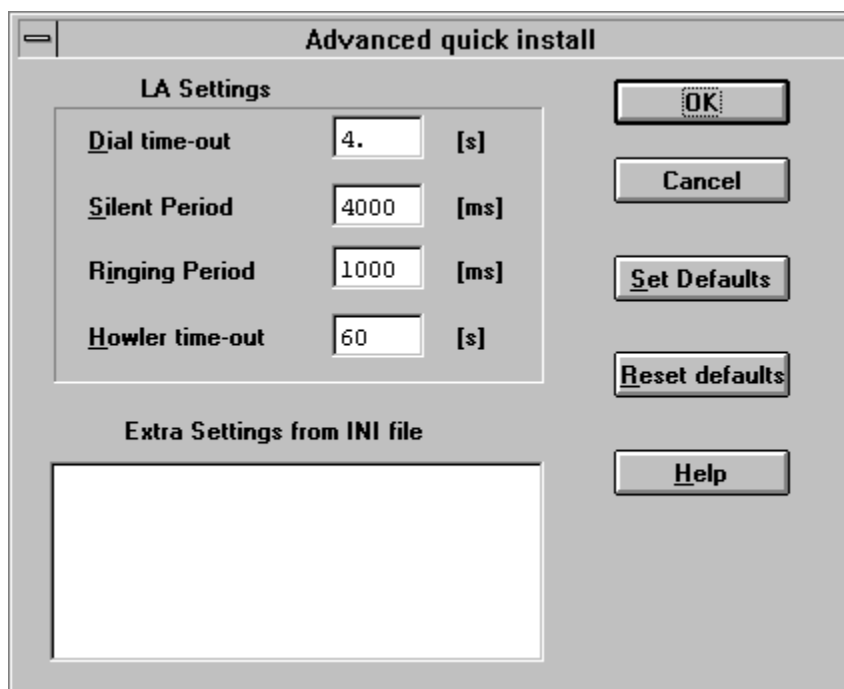 Advanced quick install
LA Settings
Dial time-out 4. [s]
Silent Period 4000 [ms]
Ringing Period 1000 [ms]
Howler time-out 60 [s]
Extra Settings from INI file
OK
Cancel
Set Defaults
Reset defaults
Help